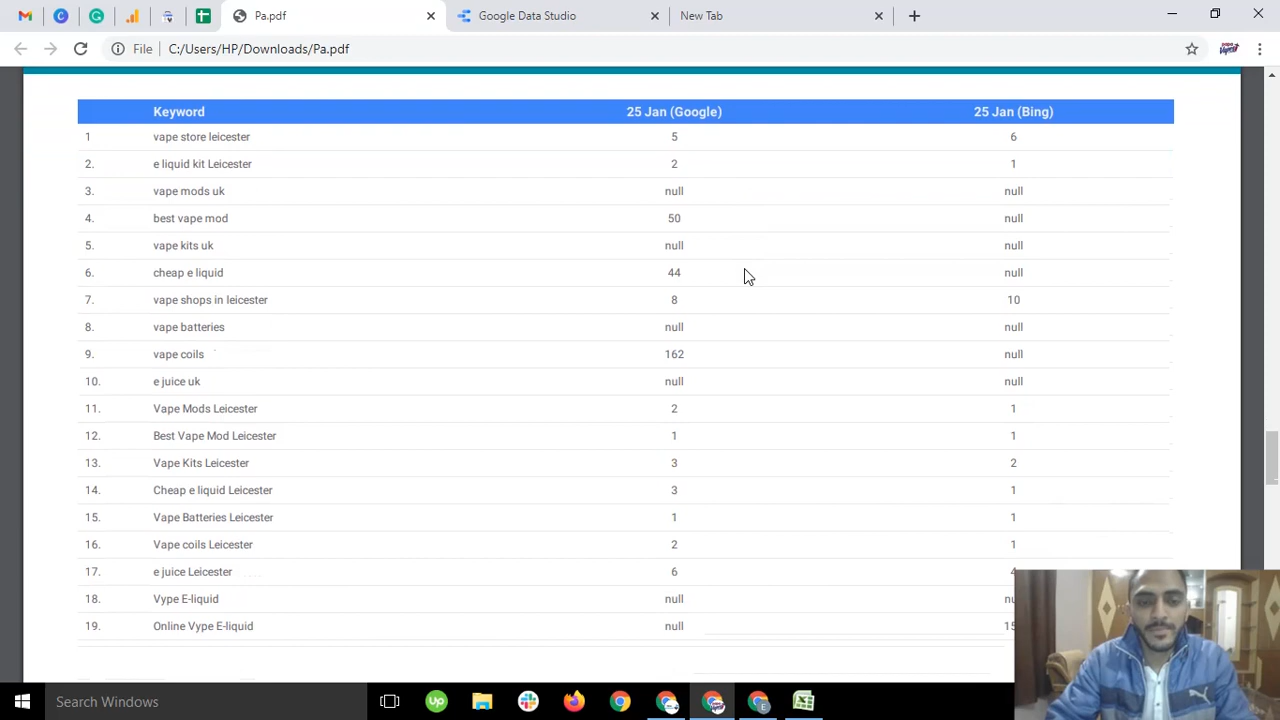 Pa.pdf
Google Data Studio
New Tab
File C:/Users/HP/Downloads/Pa.pdf
Keyword 25 Jan (Google) 25 Jan (Bing)
1 vape store leicester 5 6
2. e liquid kit Leicester 2 1
3. vape mods uk null null
4. best vape mod 50 null
5. vape kits uk null null
6. cheap e liquid 44 null
7. vape shops in leicester 8 10
8. vape batteries null null
9. vape coils 162 null
10. e juice uk null null
11. Vape Mods Leicester 2 1
12. Best Vape Mod Leicester 1 1
13. Vape Kits Leicester 3 2
14. Cheap e liquid Leicester 3 1
15. Vape Batteries Leicester 1 1
16. Vape coils Leicester 2 1
17. e juice Leicester 6
18. Vype E-liquid null
19. Online Vype E-liquid null
Search Windows
Up